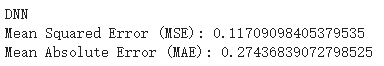 DNN
Mean Squared Error (MSE): 0.11709098405379535
Mean Absolute Error (MAE): 0.27436839072798525